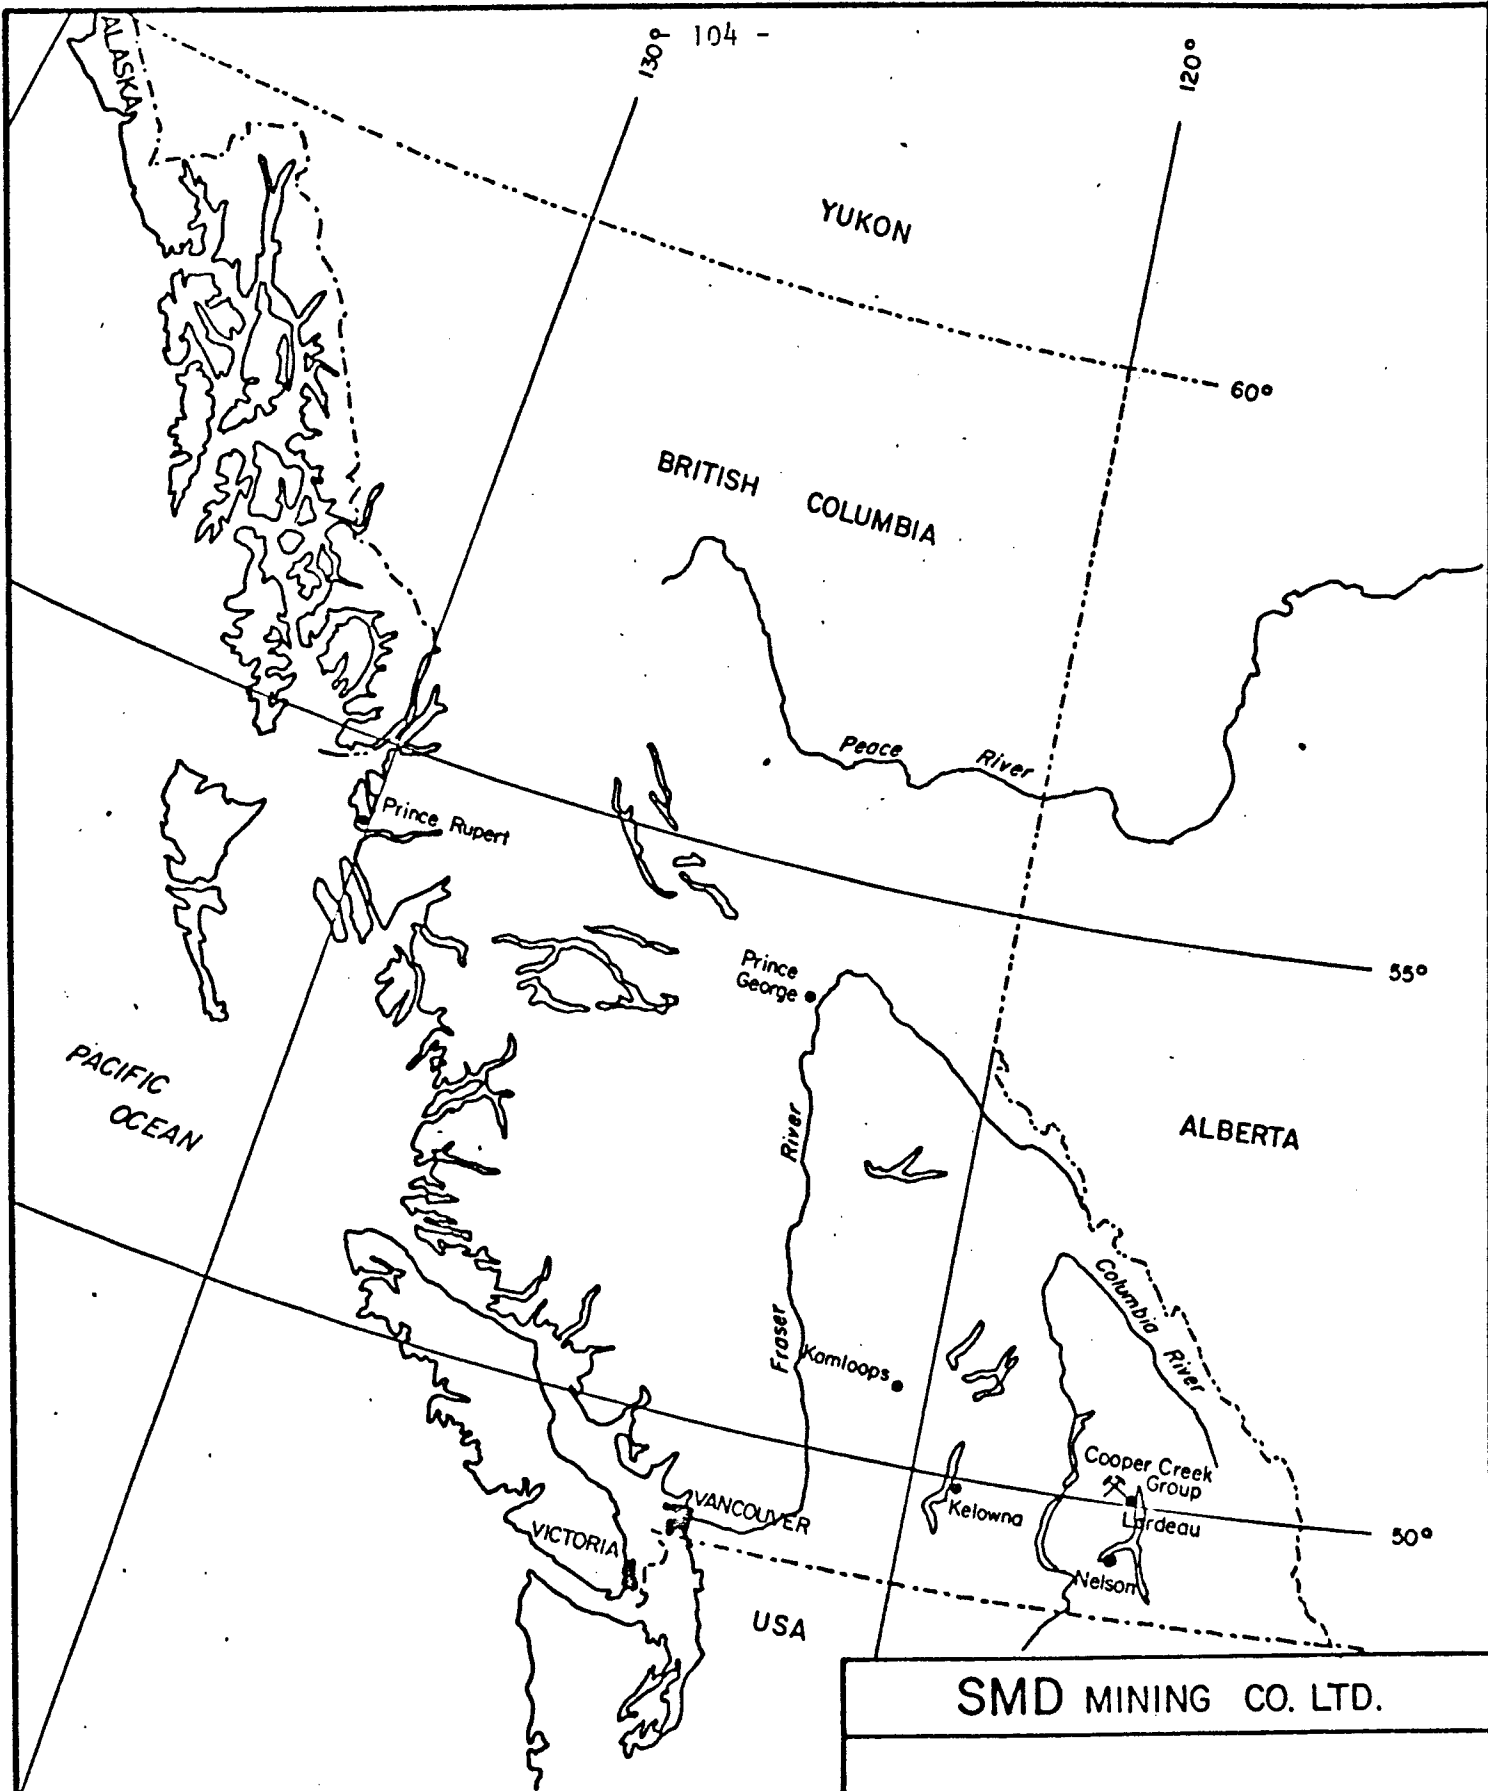 - 104 -
ALASKA
130°
120°
YUKON
60°
BRITISH COLUMBIA
Peace River
Prince Rupert
Prince
George
55°
PACIFIC
OCEAN
ALBERTA
Fraser River
Columbia River
Kamloops
Cooper Creek
Group
Kelowna
Lardeau
50°
VANCOUVER
VICTORIA
Nelson
USA
SMD MINING CO. LTD.